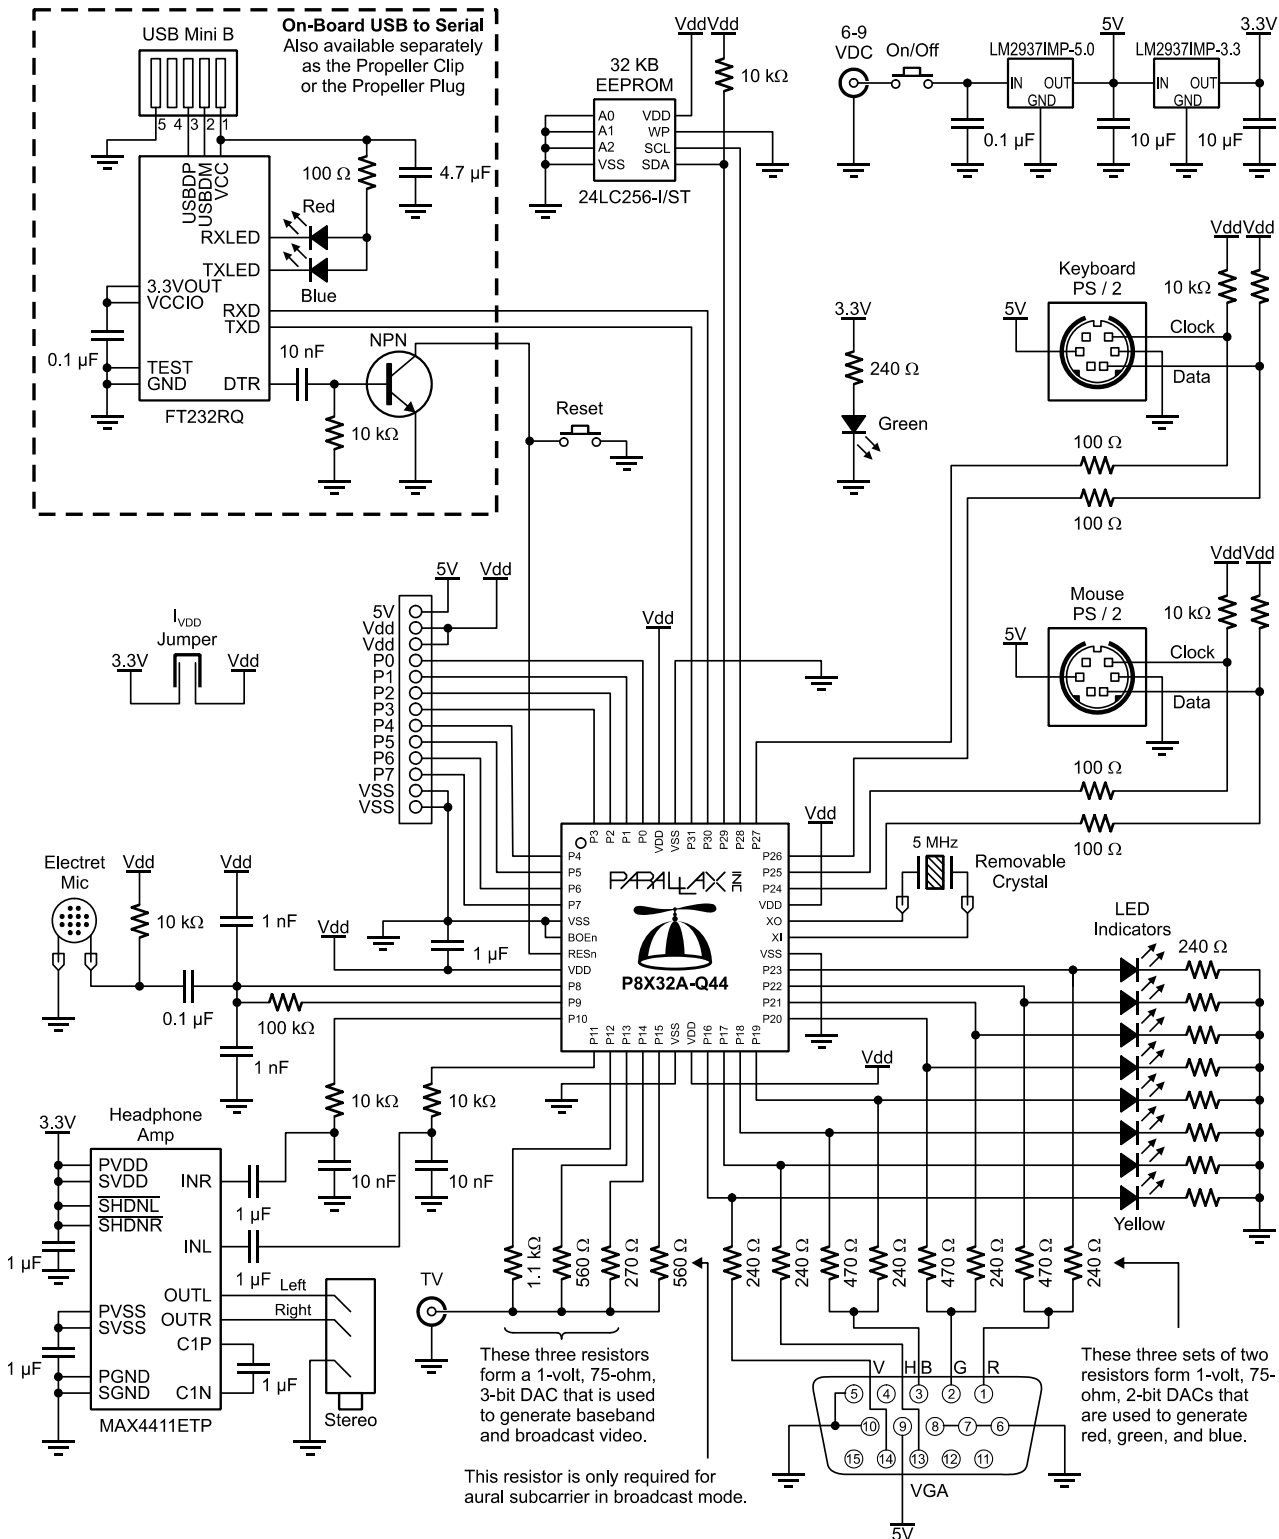 On-Board USB to Serial
Also available separately
as the Propeller Clip
or the Propeller Plug
USB Mini B
5 4 3 2 1
USBDP
USBDM
VCC
100 Ω
4.7 µF
Red
RXLED
TXLED
Blue
3.3VOUT
VCCIO
RXD
TXD
0.1 µF
TEST
GND
DTR
10 nF
NPN
10 kΩ
FT232RQ
Vdd Vdd
32 KB
EEPROM
10 kΩ
A0 VDD
A1 WP
A2 SCL
VSS SDA
24LC256-I/ST
6-9
VDC
On/Off
5V
3.3V
LM2937IMP-5.0
LM2937IMP-3.3
IN OUT
GND
IN OUT
GND
0.1 µF
10 µF
10 µF
Reset
3.3V
240 Ω
Green
Vdd Vdd
Keyboard
PS / 2
10 kΩ
5V
Clock
Data
100 Ω
100 Ω
Vdd Vdd
Mouse
PS / 2
10 kΩ
5V
Clock
Data
100 Ω
100 Ω
IVDD
Jumper
3.3V
Vdd
5V
Vdd
5V
Vdd
Vdd
P0
P1
P2
P3
P4
P5
P6
P7
VSS
VSS
Vdd
P3 P2 P1 P0 VDD VSS P31 P30 P29 P28 P27
P4
P5
P6
P7
VSS
BOEn
RESn
VDD
P8
P9
P10
PARALLAX INC
P8X32A-Q44
P26
P25
P24
VDD
XO
XI
VSS
P23
P22
P21
P20
P11 P12 P13 P14 P15 VSS VDD P16 P17 P18 P19
Vdd
5 MHz
Removable
Crystal
Electret
Mic
Vdd
10 kΩ
Vdd
1 nF
Vdd
1 µF
0.1 µF
100 kΩ
1 nF
LED
Indicators
240 Ω
Yellow
Vdd
10 kΩ
10 kΩ
10 nF
10 nF
Headphone
Amp
3.3V
PVDD
SVDD
SHDNL
SHDNR
INR
INL
OUTL
OUTR
C1P
C1N
PVSS
SVSS
PGND
SGND
MAX4411ETP
1 µF
1 µF
1 µF
1 µF
1 µF
Left
Right
Stereo
TV
1.1 kΩ
560 Ω
270 Ω
560 Ω
240 Ω
240 Ω
470 Ω
240 Ω
470 Ω
240 Ω
470 Ω
240 Ω
These three resistors
form a 1-volt, 75-ohm,
3-bit DAC that is used
to generate baseband
and broadcast video.
This resistor is only required for
aural subcarrier in broadcast mode.
These three sets of two
resistors form 1-volt, 75-
ohm, 2-bit DACs that
are used to generate
red, green, and blue.
V H B G R
5 4 3 2 1
10 9 8 7 6
15 14 13 12 11
VGA
5V